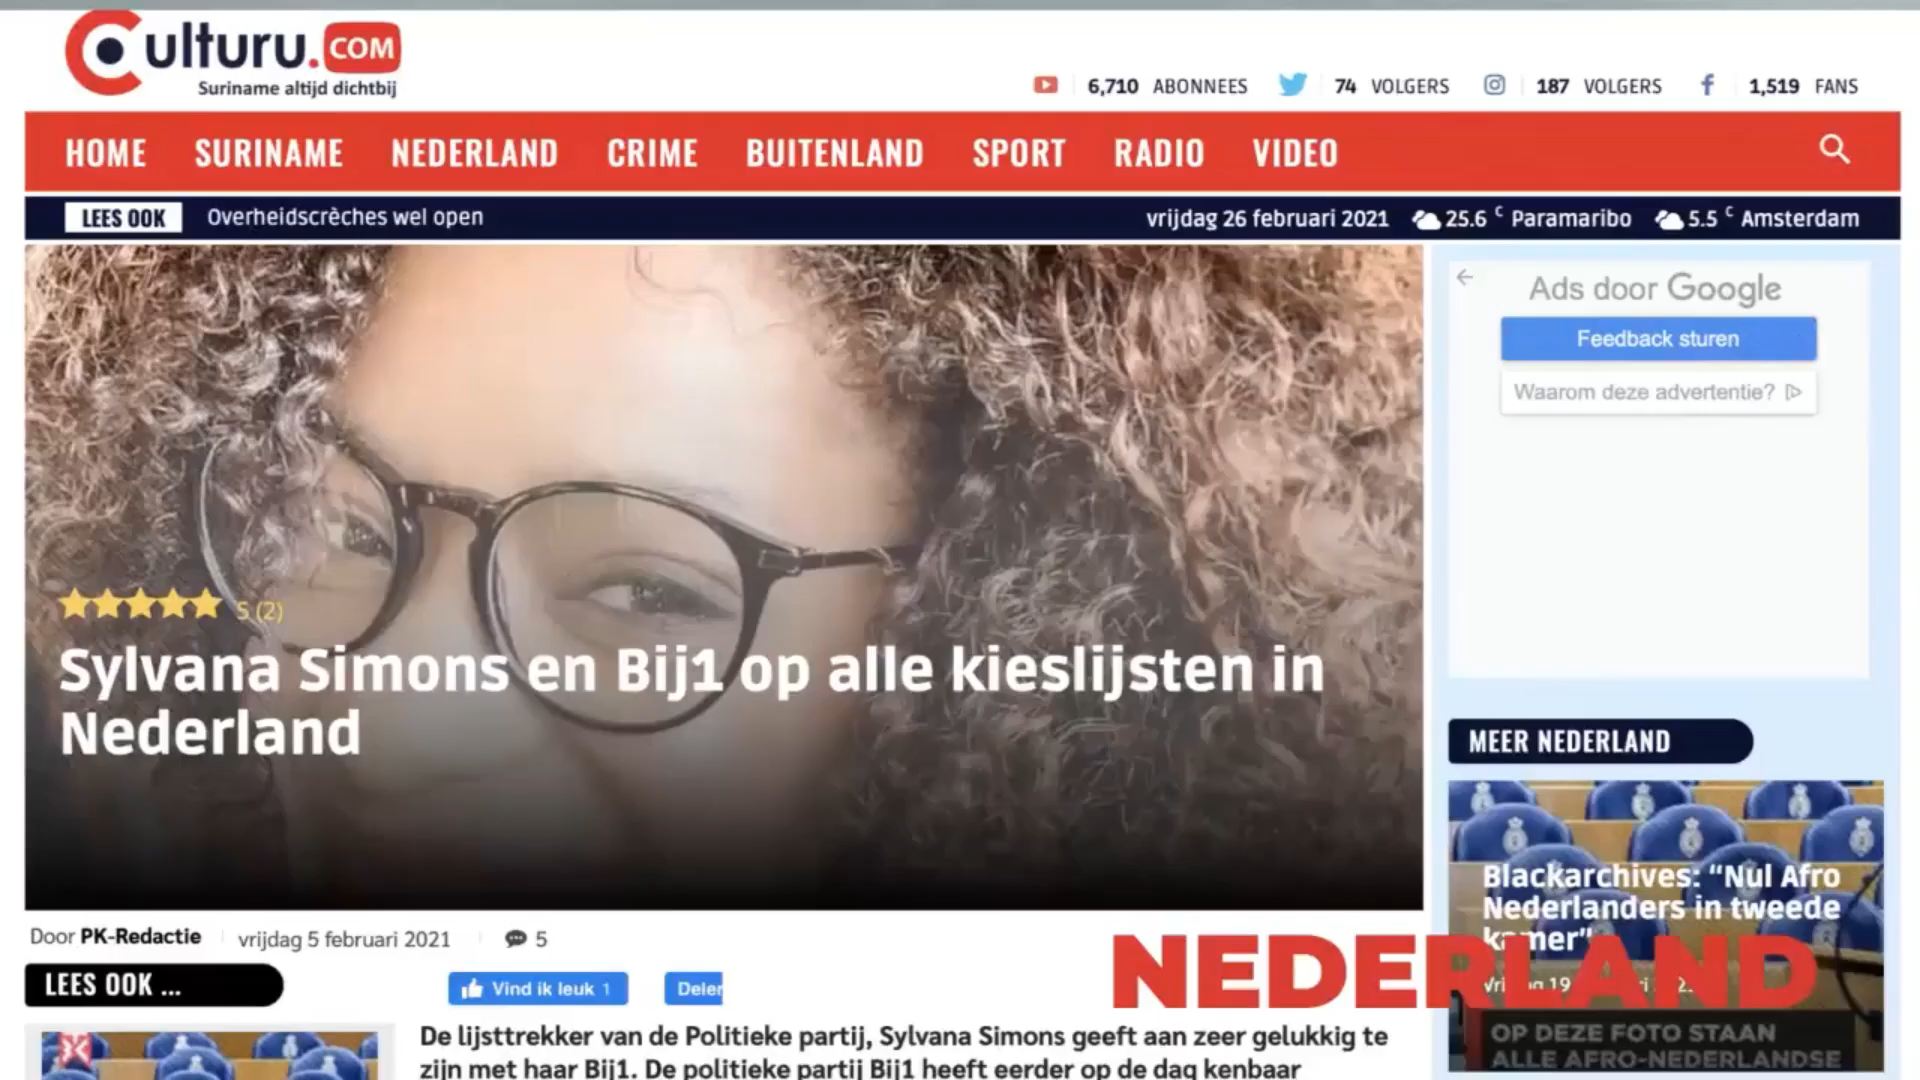 Culturu.COM
Suriname altijd dichtbij
6,710 ABONNEES 74 VOLGERS 187 VOLGERS 1,519 FANS
HOME SURINAME NEDERLAND CRIME BUITENLAND SPORT RADIO VIDEO
LEES OOK Overheidscrèches wel open vrijdag 26 februari 2021 25.6 C Paramaribo 5.5 C Amsterdam
Ads door Google
Feedback sturen
Waarom deze advertentie?
5 (2)
Sylvana Simons en Bij1 op alle kieslijsten in
Nederland
MEER NEDERLAND
Blackarchives: “Nul Afro
Nederlanders in tweede
kamer”
NEDERLAND
OP DEZE FOTO STAAN
ALLE AFRO-NEDERLANDSE
Door PK-Redactie vrijdag 5 februari 2021 5
LEES OOK ...
Vind ik leuk 1 Delen
De lijsttrekker van de Politieke partij, Sylvana Simons geeft aan zeer gelukkig te
zijn met haar Bij1. De politieke partij Bij1 heeft eerder op de dag kenbaar